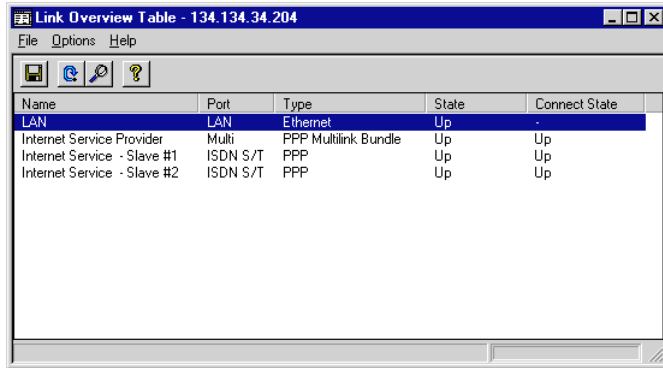 Link Overview Table - 134.134.34.204
File Options Help
Name Port Type State Connect State
LAN LAN Ethernet Up -
Internet Service Provider Multi PPP Multilink Bundle Up Up
Internet Service - Slave #1 ISDN S/T PPP Up Up
Internet Service - Slave #2 ISDN S/T PPP Up Up